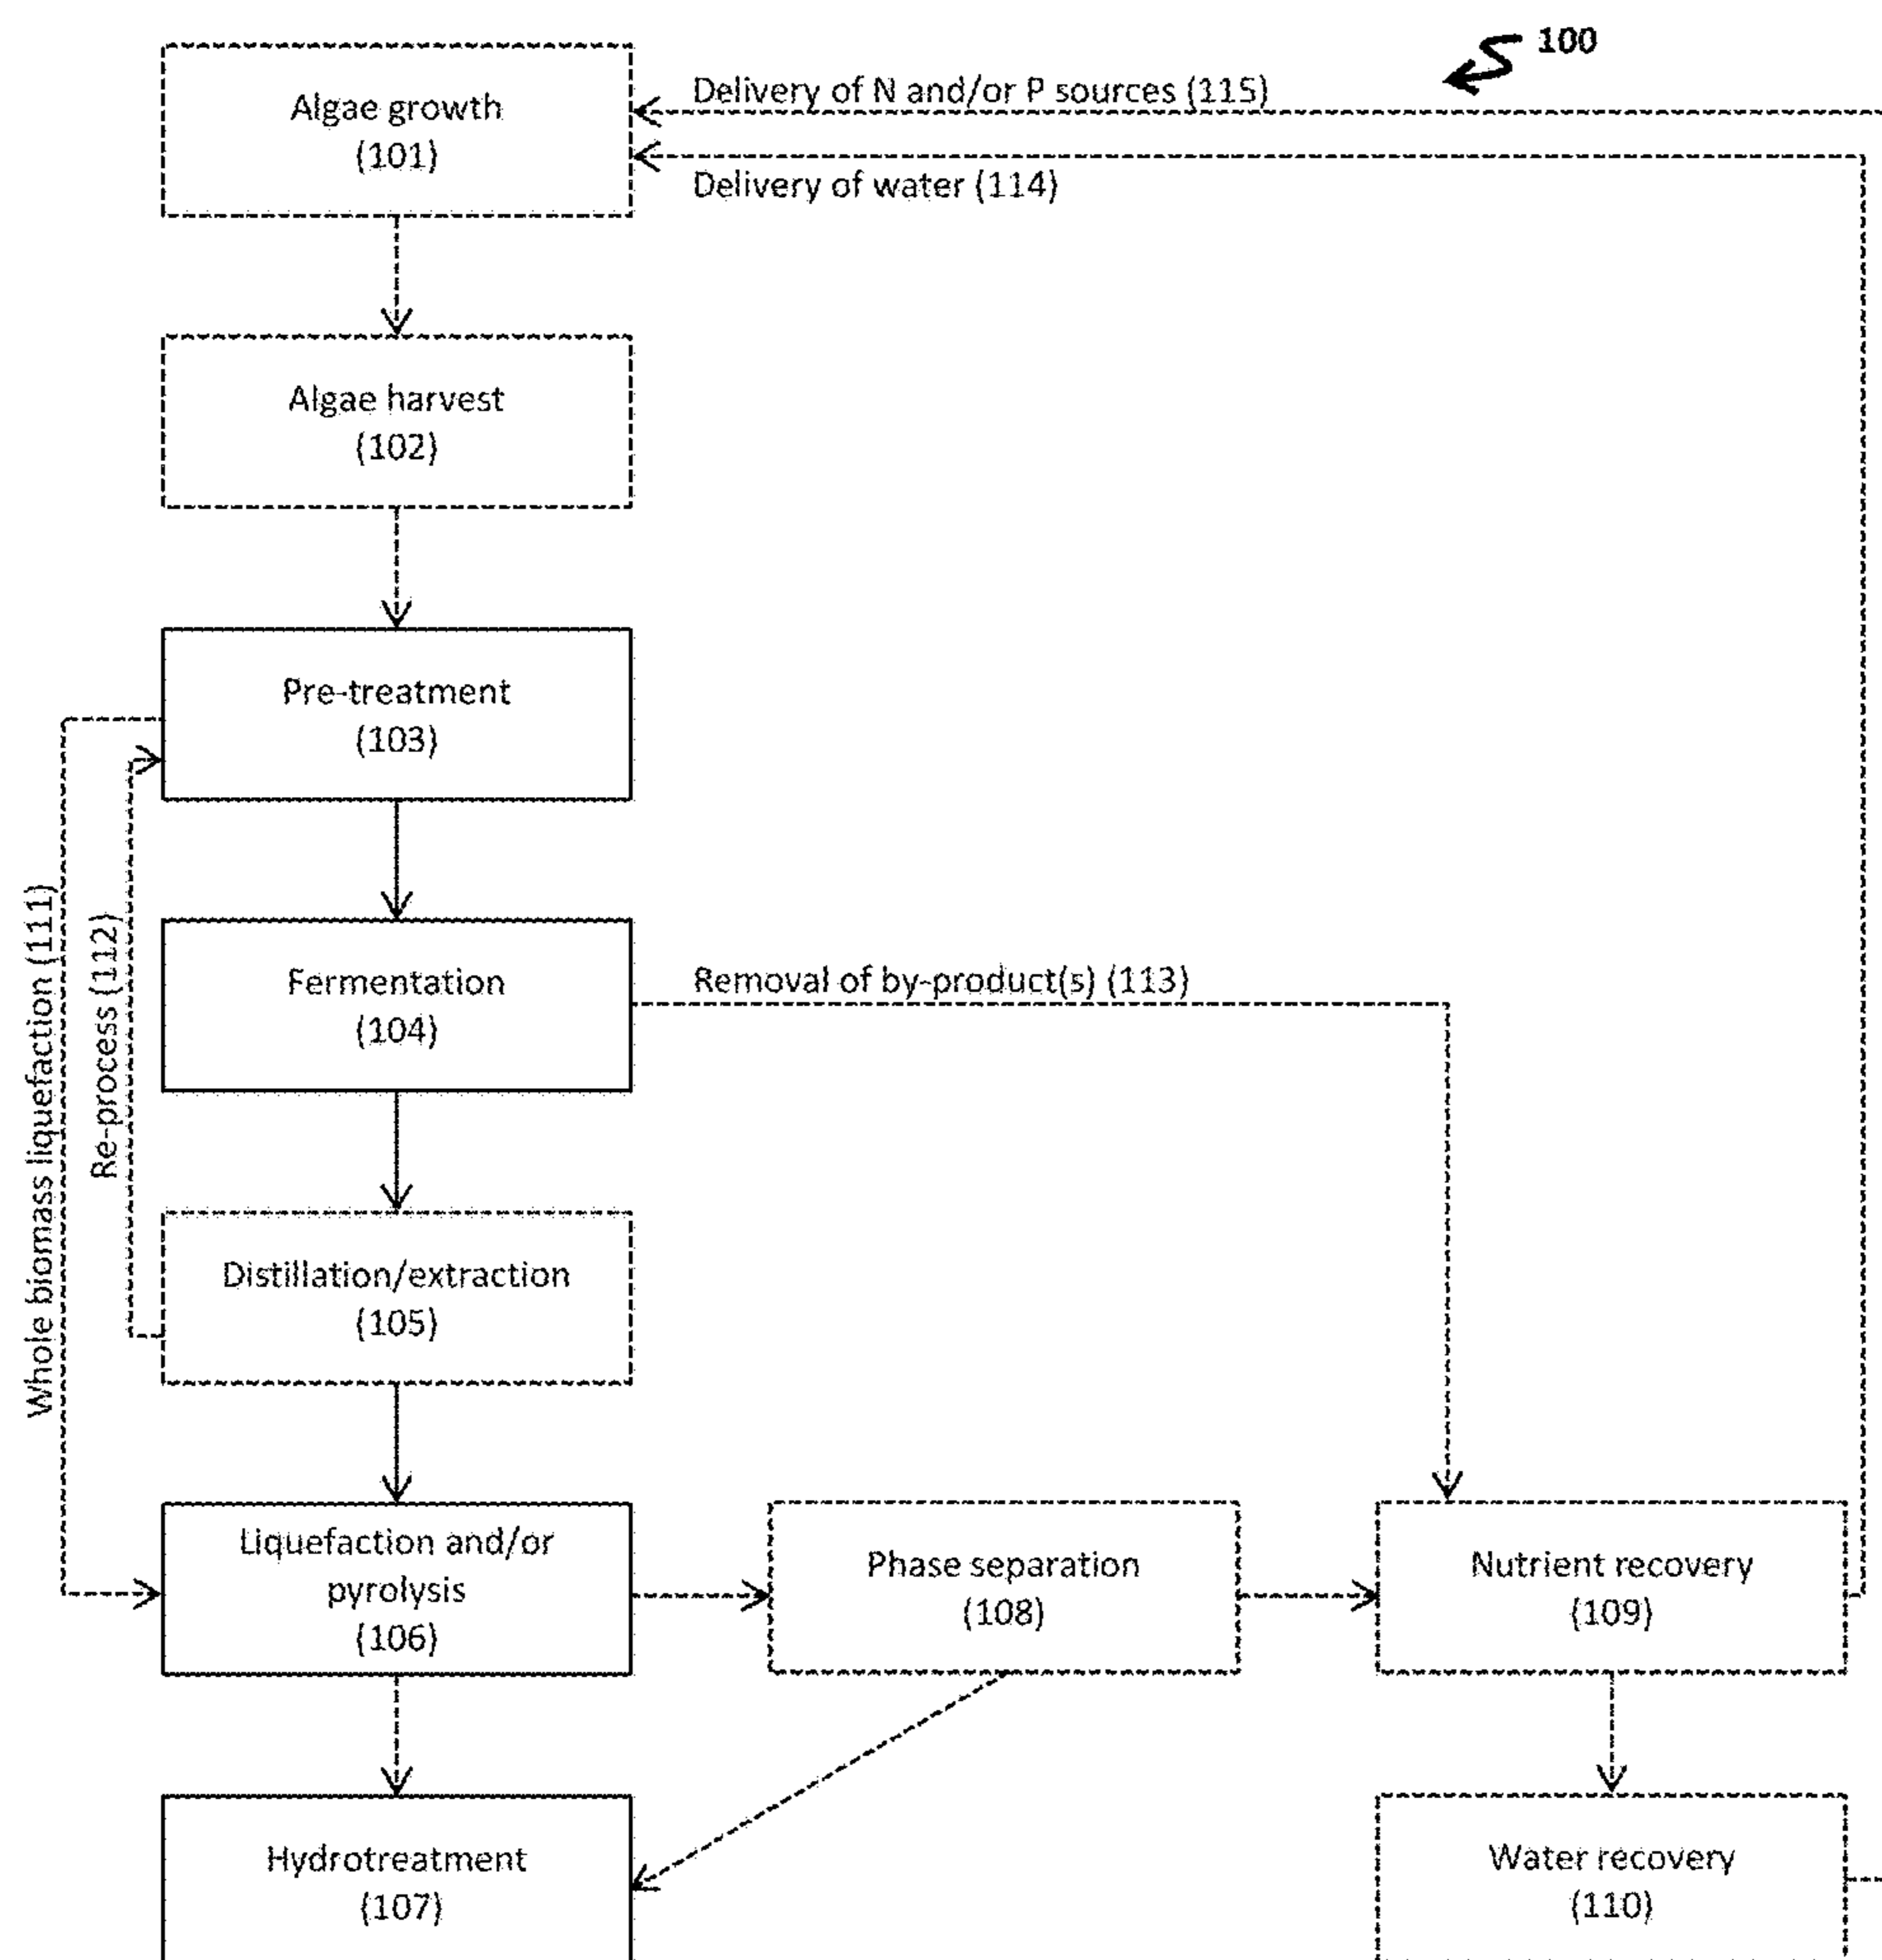 100
Delivery of N and/or P sources (115)
Algae growth
(101)
Delivery of water (114)
Algae harvest
(102)
Pre-treatment
(103)
Whole biomass liquefaction (111)
Re-process (112)
Fermentation
(104)
Removal of by-product(s) (113)
Distillation/extraction
(105)
Liquefaction and/or
pyrolysis
(106)
Phase separation
(108)
Nutrient recovery
(109)
Hydrotreatment
(107)
Water recovery
(110)